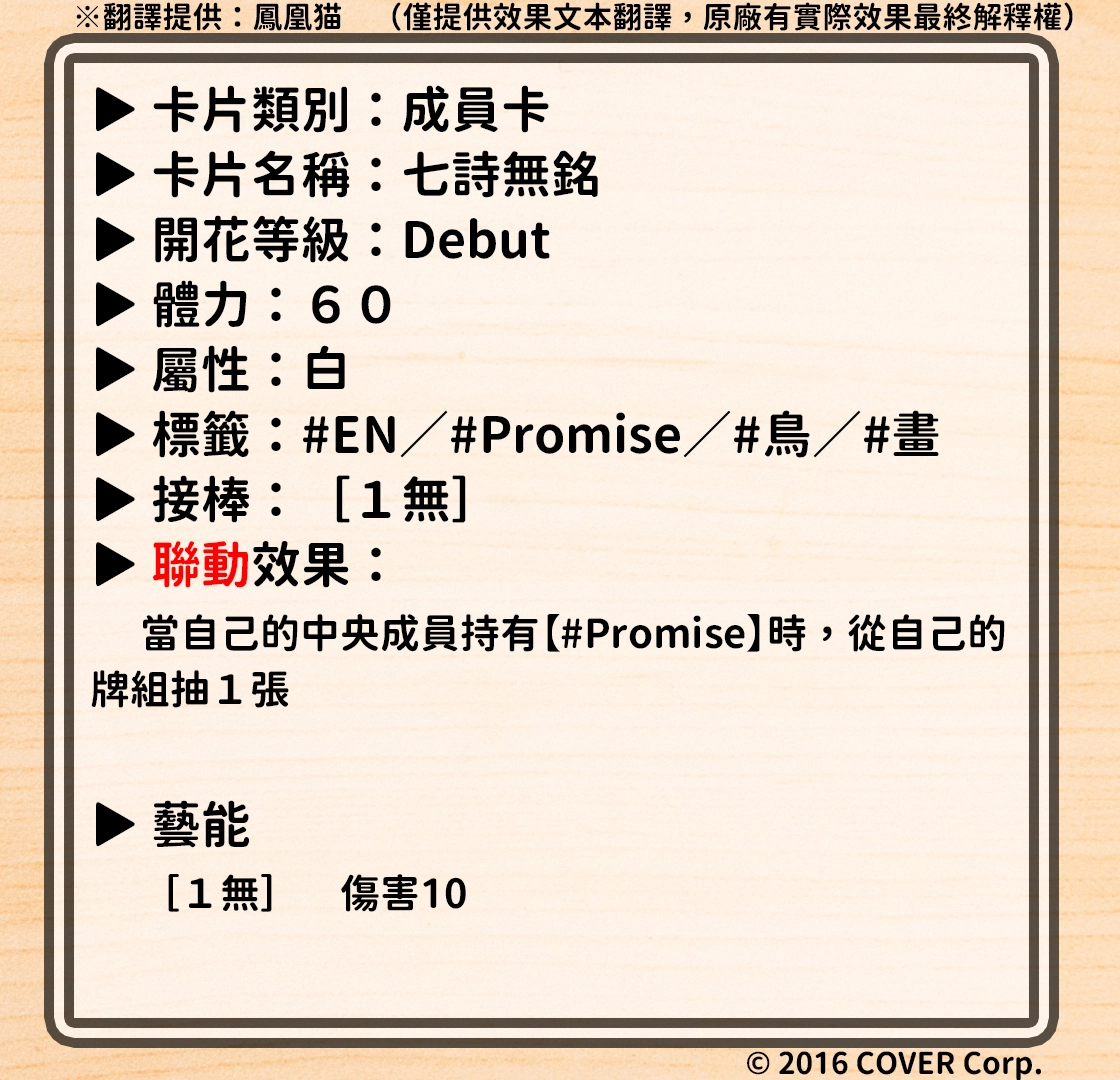 ※翻譯提供：鳳凰猫　（僅提供效果文本翻譯，原廠有實際效果最終解釋權）
▶ 卡片類別：成員卡
▶ 卡片名稱：七詩無銘
▶ 開花等級：Debut
▶ 體力：６０
▶ 屬性：白
▶ 標籤：#EN／#Promise／#鳥／#畫
▶ 接棒：［１無］
▶ 聯動效果：
當自己的中央成員持有【#Promise】時，從自己的
牌組抽１張
▶ 藝能
［１無］　傷害10
© 2016 COVER Corp.